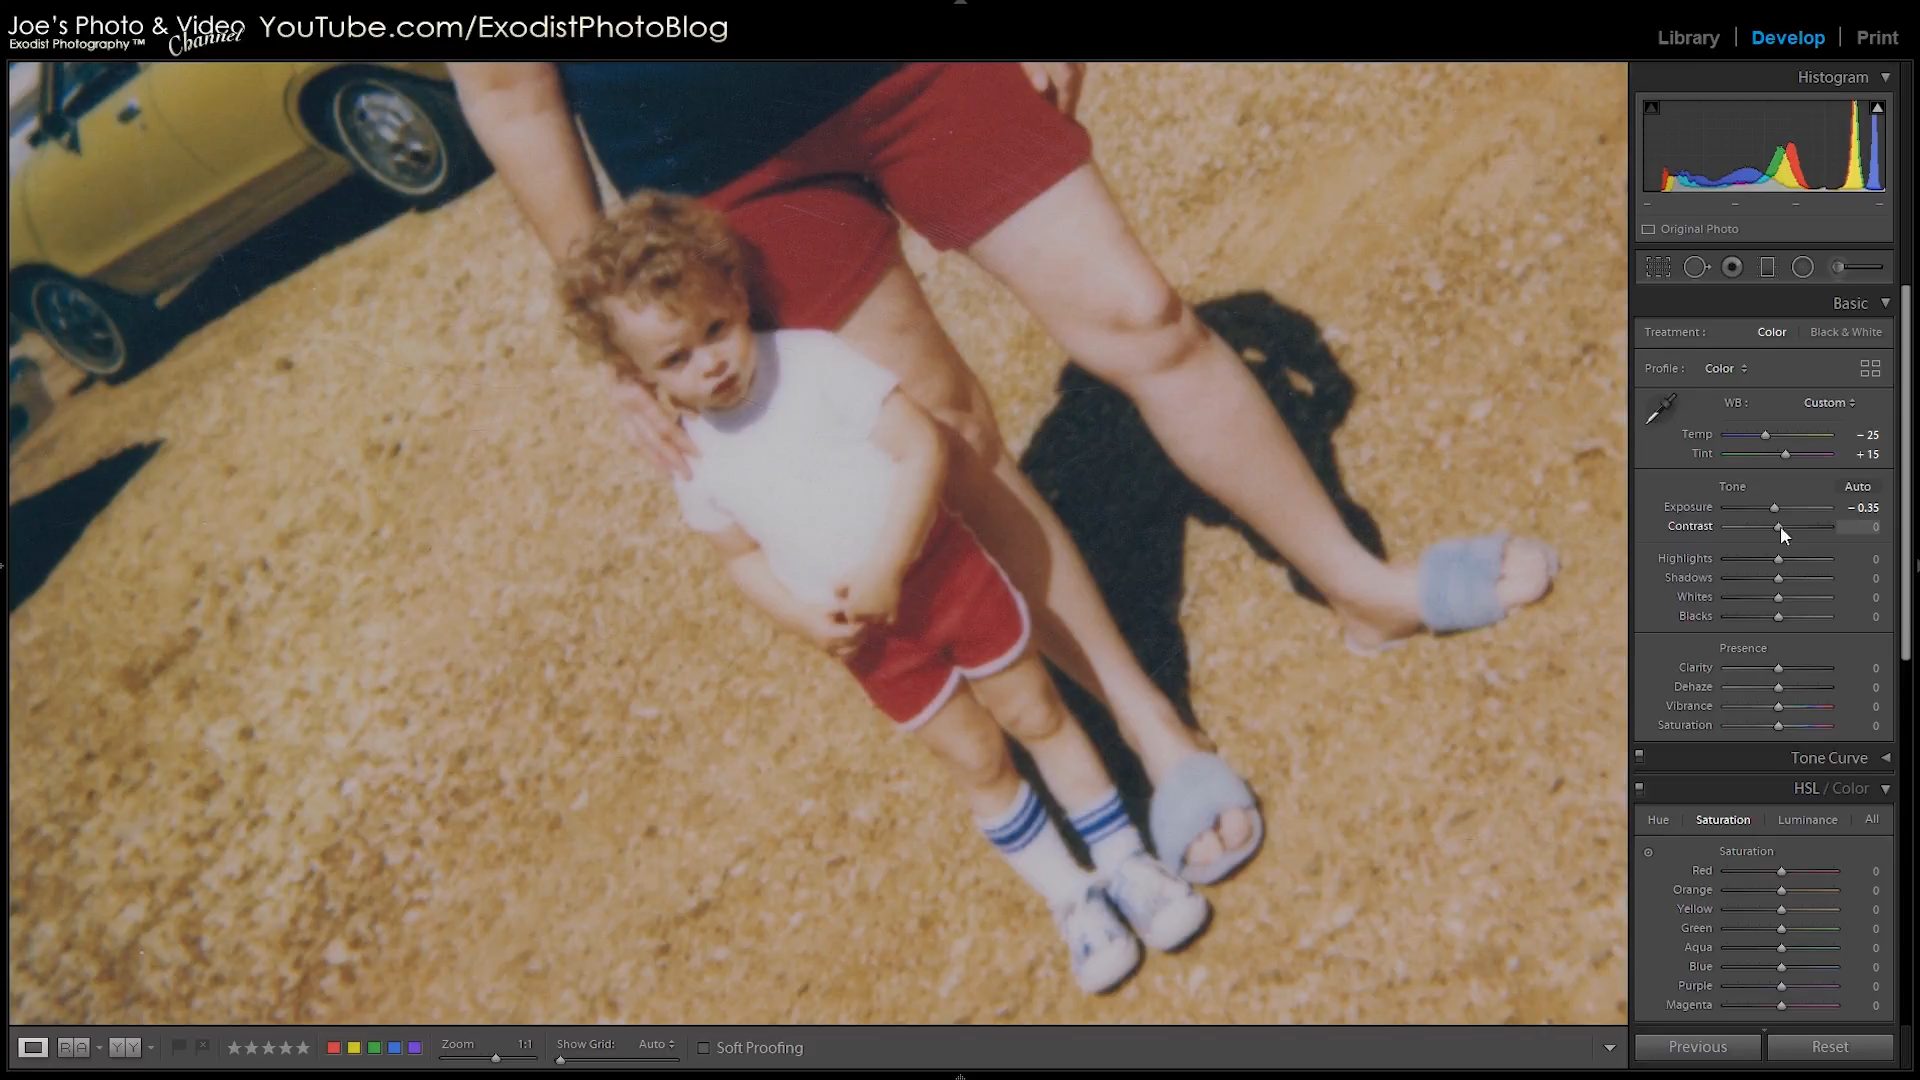 Joe's Photo & Video
Channel
Exodist Photography ™
YouTube.com/ExodistPhotoBlog
Library | Develop | Print
Histogram
Original Photo
Basic
Treatment : Color Black & White
Profile : Color
WB : Custom
Temp - 25
Tint + 15
Tone Auto
Exposure - 0.35
Contrast 0
Highlights 0
Shadows 0
Whites 0
Blacks 0
Presence
Clarity 0
Dehaze 0
Vibrance 0
Saturation 0
Tone Curve
HSL / Color
Hue Saturation Luminance All
Saturation
Red 0
Orange 0
Yellow 0
Green 0
Aqua 0
Blue 0
Purple 0
Magenta 0
R A Y Y Zoom 1:1 Show Grid: Auto Soft Proofing
Previous Reset